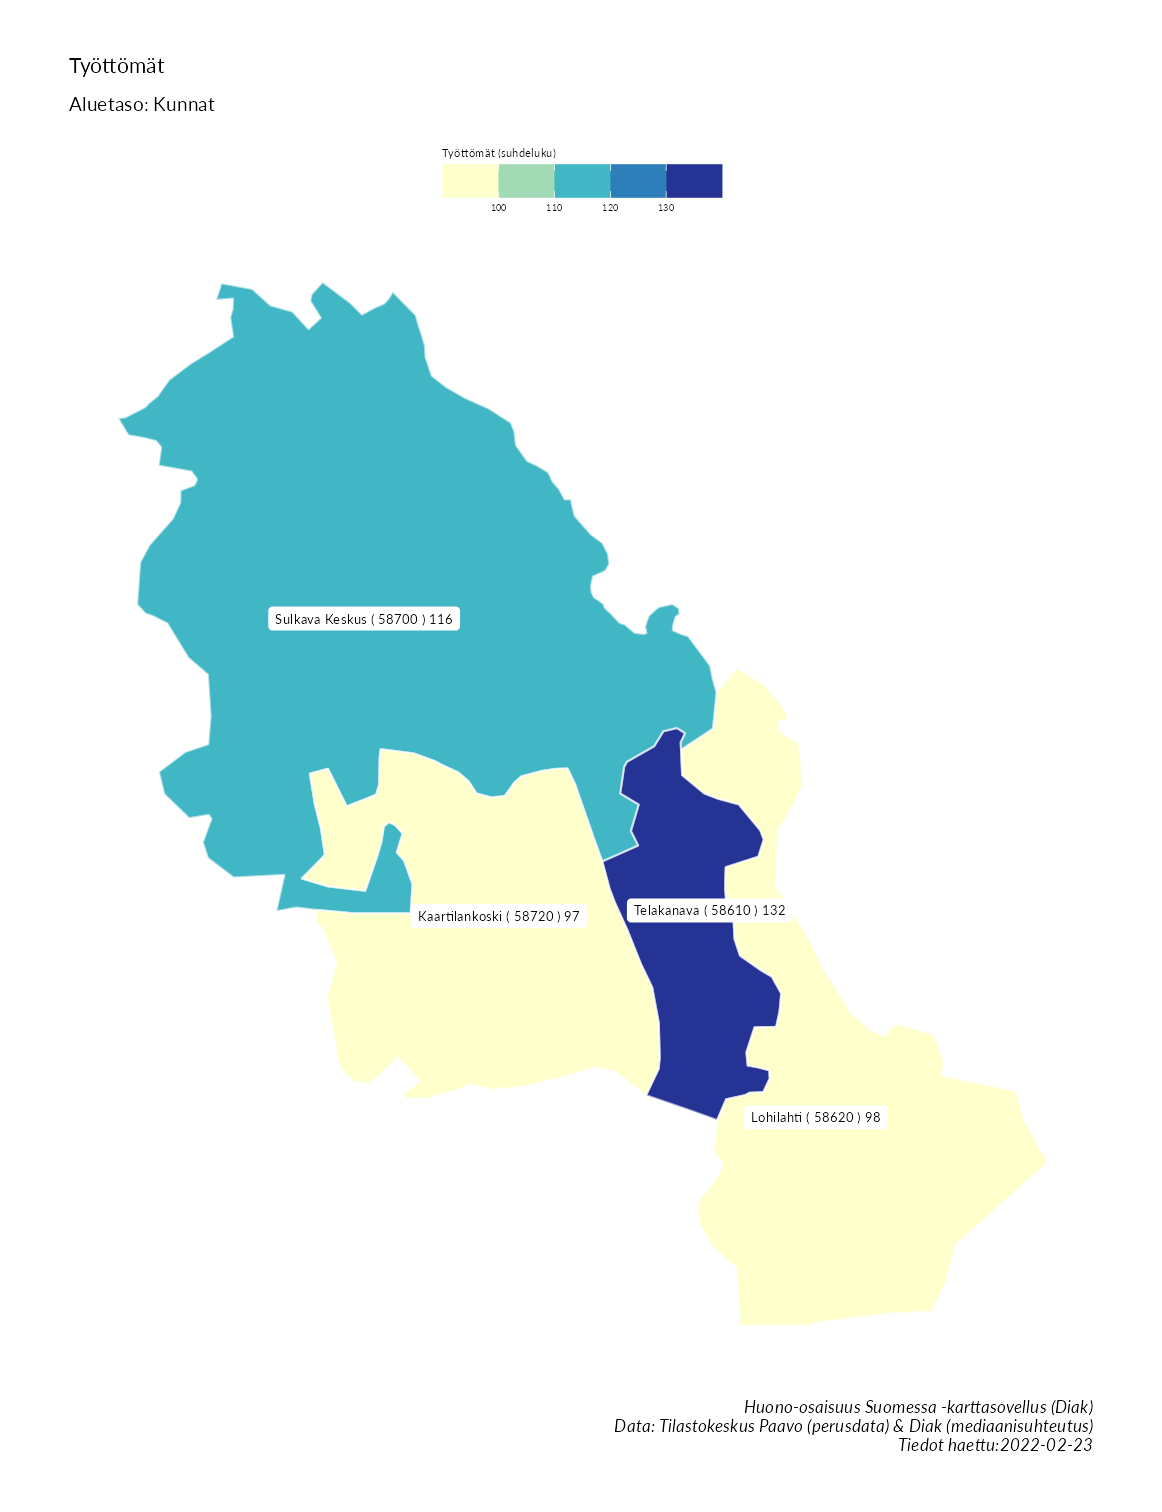 Työttömät
Aluetaso: Kunnat
Työttömät (suhdeluku)
100 110 120 130
Sulkava Keskus ( 58700 ) 116
Telakanava ( 58610 ) 132
Kaartilankoski ( 58720 ) 97
Lohilahti ( 58620 ) 98
Huono-osaisuus Suomessa -karttasovellus (Diak)
Data: Tilastokeskus Paavo (perusdata) & Diak (mediaanisuhteutus)
Tiedot haettu:2022-02-23